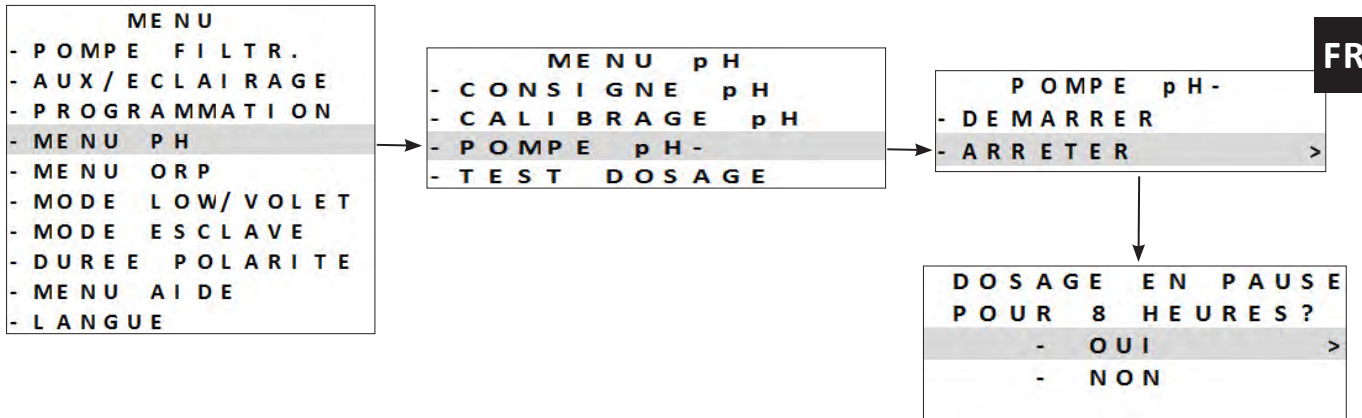 MENU
- POMPE FILTR.
- AUX/ECLAIRAGE
- PROGRAMMATION
- MENU PH
- MENU ORP
- MODE LOW/VOLET
- MODE ESCLAVE
- DUREE POLARITE
- MENU AIDE
- LANGUE
MENU pH
- CONSIGNE pH
- CALIBRAGE pH
- POMPE pH-
- TEST DOSAGE
FR
POMPE pH-
- DEMARRER
- ARRETER >
DOSAGE EN PAUSE
POUR 8 HEURES?
- OUI >
- NON